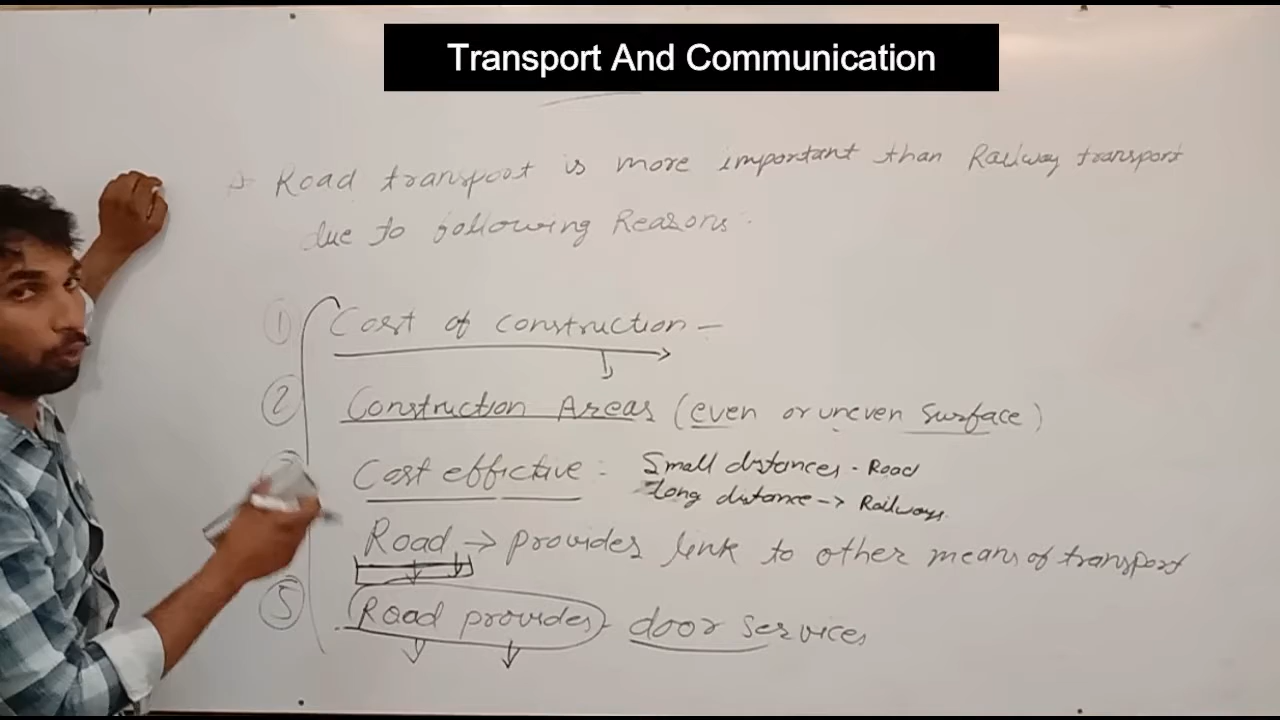 Transport And Communication
Road transport is more important than Railway transport
due to following Reasons:
① Cost of construction -
② Construction Areas (even or uneven surface)
Cost effective : Small distances - Road
Long distance -> Railways
Road -> provides link to other means of transport
⑤ Road provides - door services